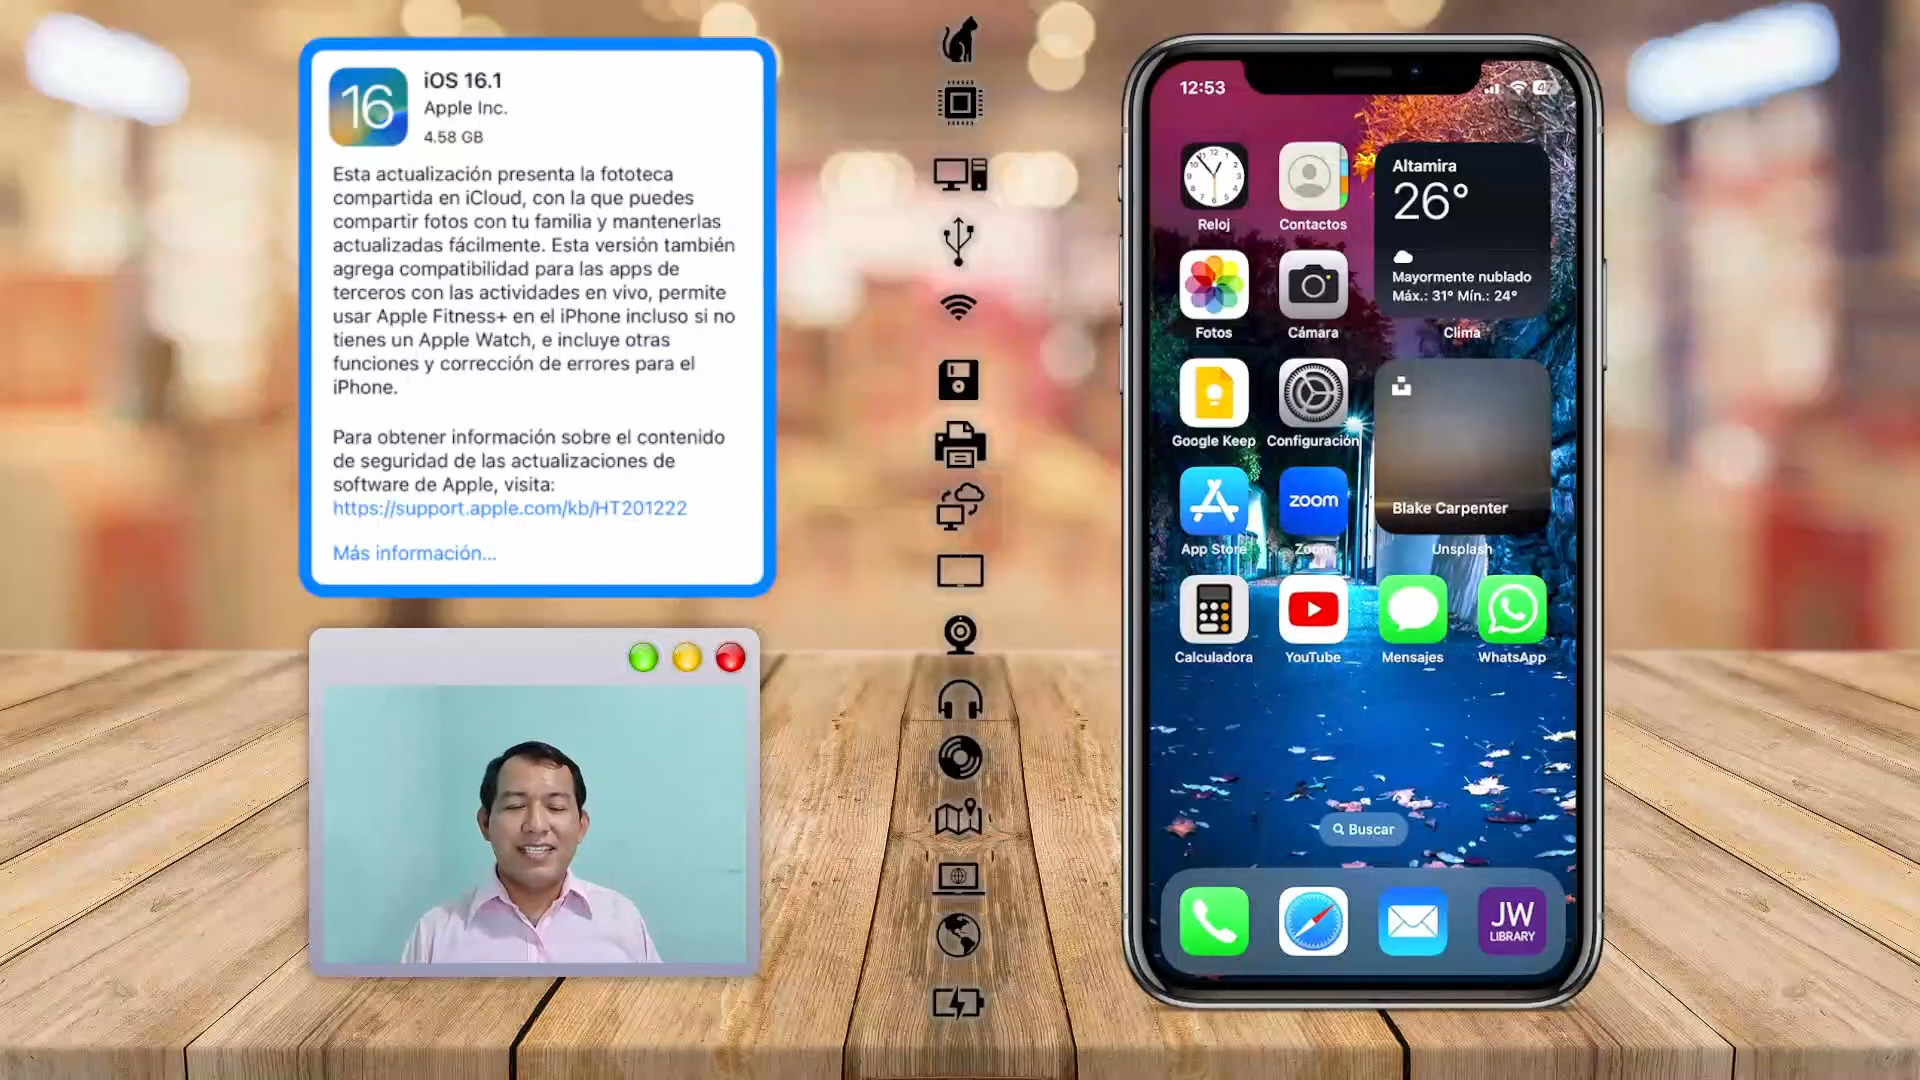 16
iOS 16.1
Apple Inc.
4.58 GB
Esta actualización presenta la fototeca
compartida en iCloud, con la que puedes
compartir fotos con tu familia y mantenerlas
actualizadas fácilmente. Esta versión también
agrega compatibilidad para las apps de
terceros con las actividades en vivo, permite
usar Apple Fitness+ en el iPhone incluso si no
tienes un Apple Watch, e incluye otras
funciones y corrección de errores para el
iPhone.
Para obtener información sobre el contenido
de seguridad de las actualizaciones de
software de Apple, visita:
https://support.apple.com/kb/HT201222
Más información...
12:53
47
Altamira
26°
Mayormente nublado
Máx.: 31° Mín.: 24°
Reloj
Contactos
Fotos
Cámara
Clima
Google Keep
Configuración
Blake Carpenter
zoom
App Store
Zoom
Unsplash
Calculadora
YouTube
Mensajes
WhatsApp
Buscar
JW
LIBRARY